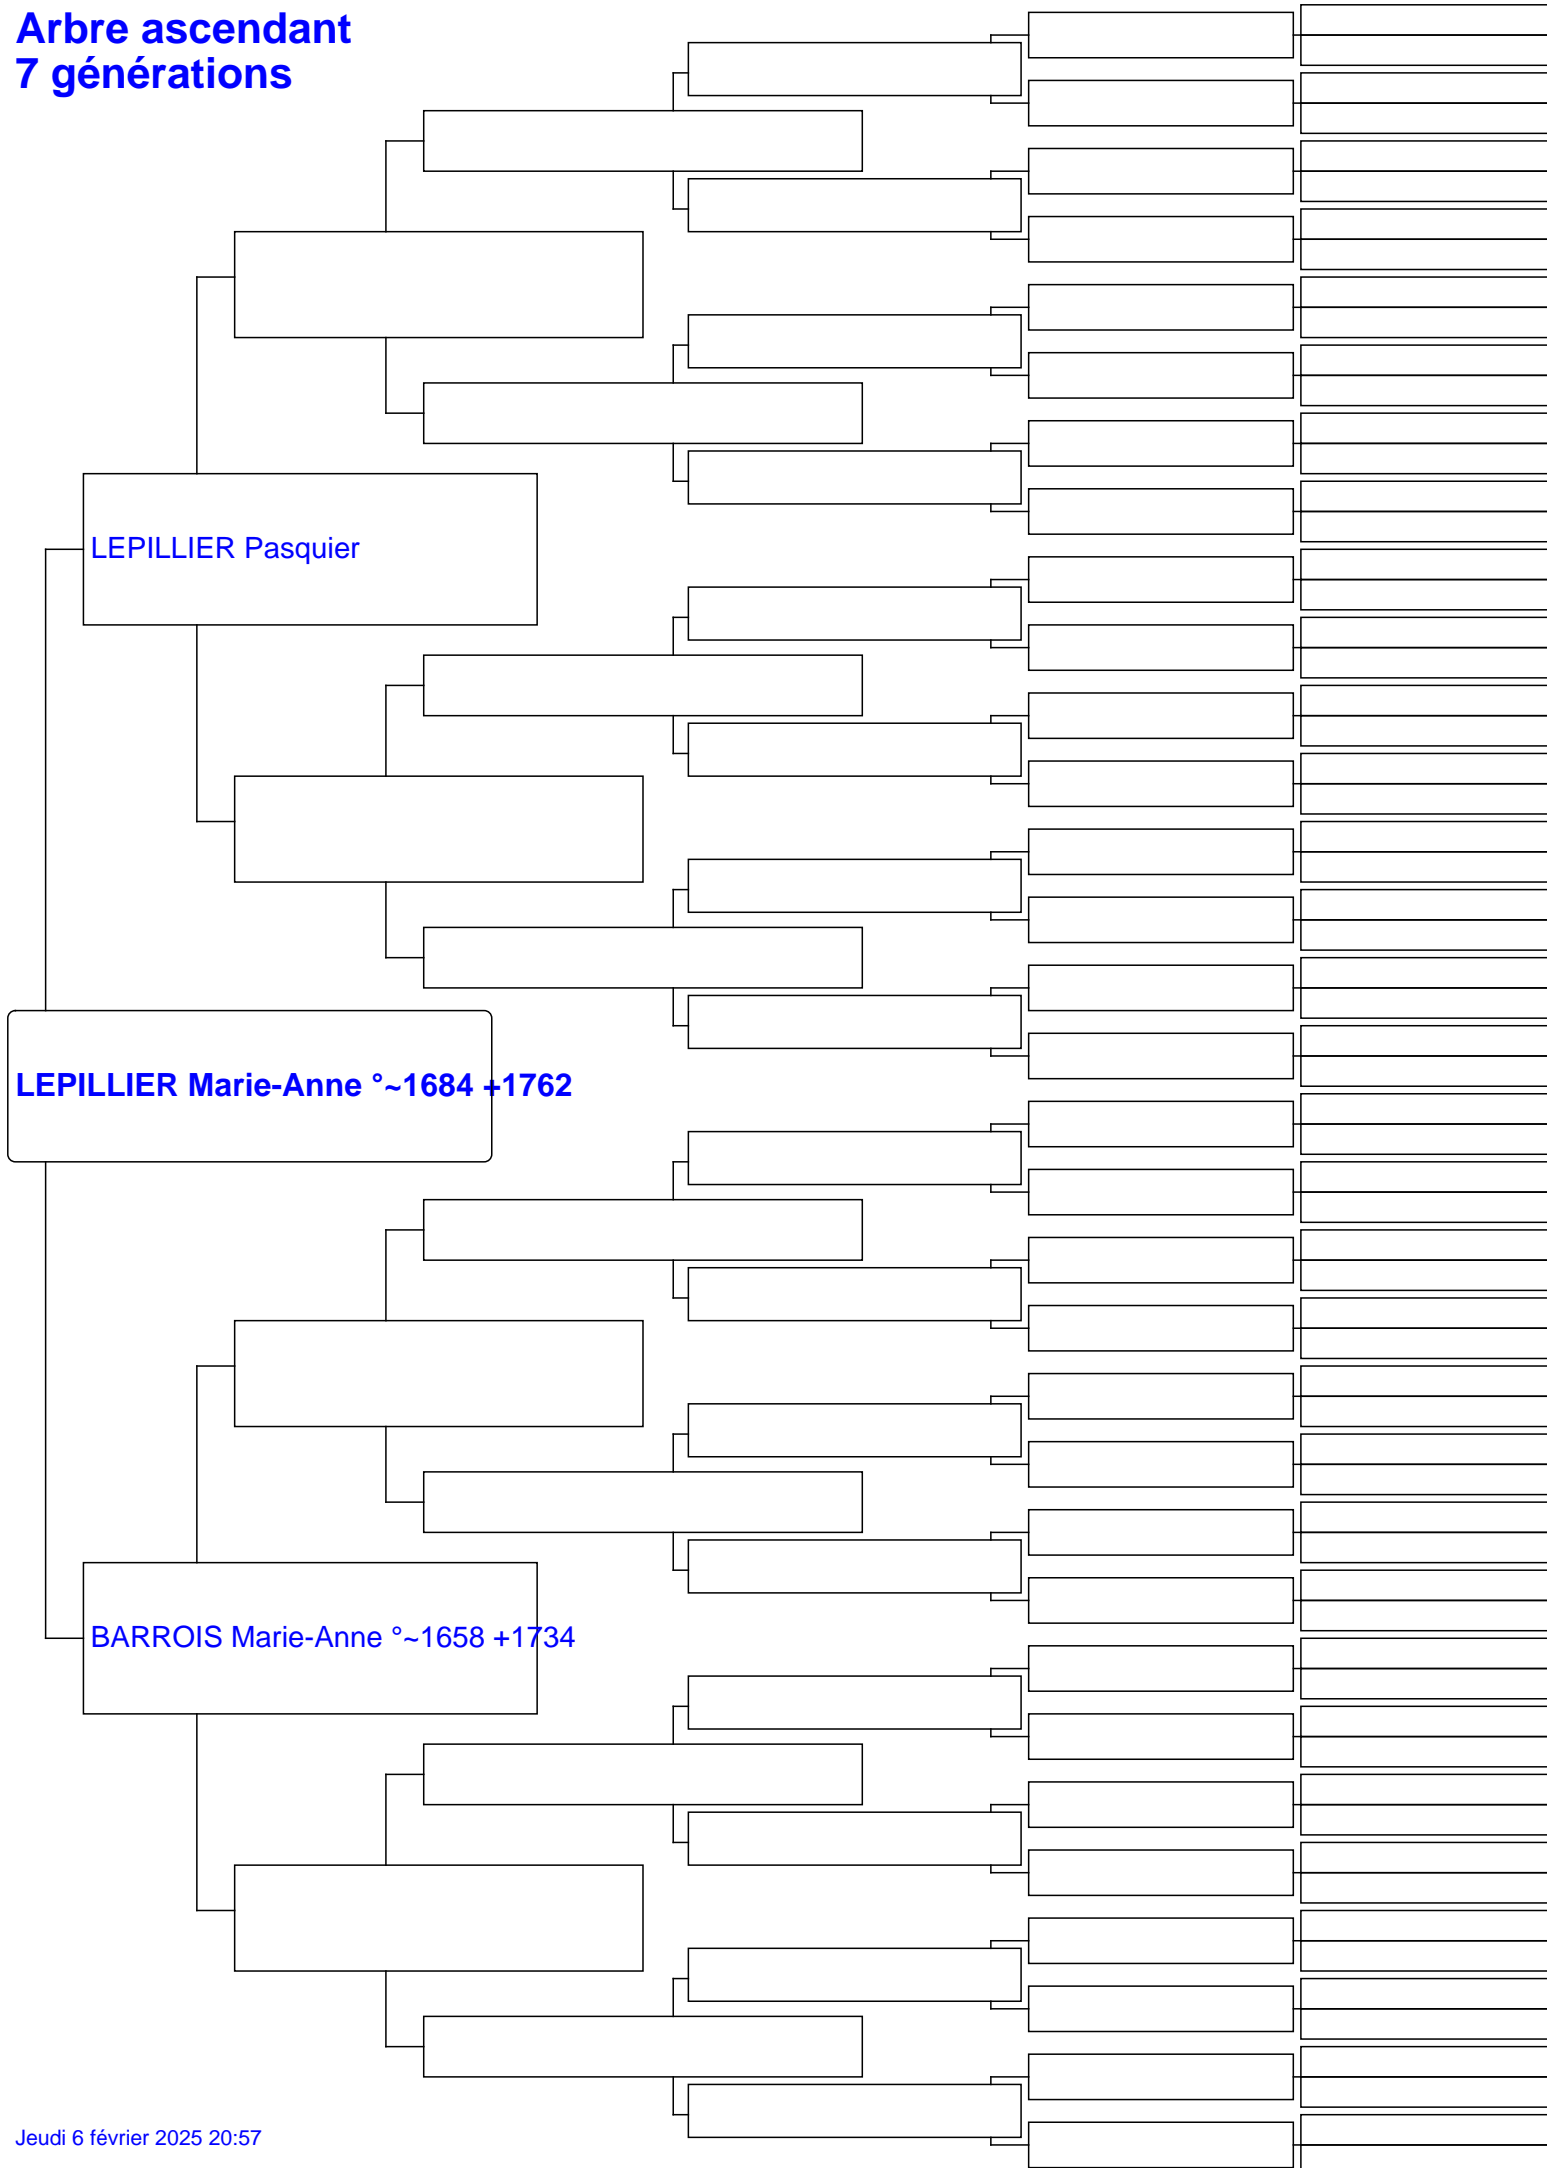 Arbre ascendant
7 générations
LEPILLIER Pasquier
LEPILLIER Marie-Anne °~1684 +1762
BARROIS Marie-Anne °~1658 +1734
Jeudi 6 février 2025 20:57